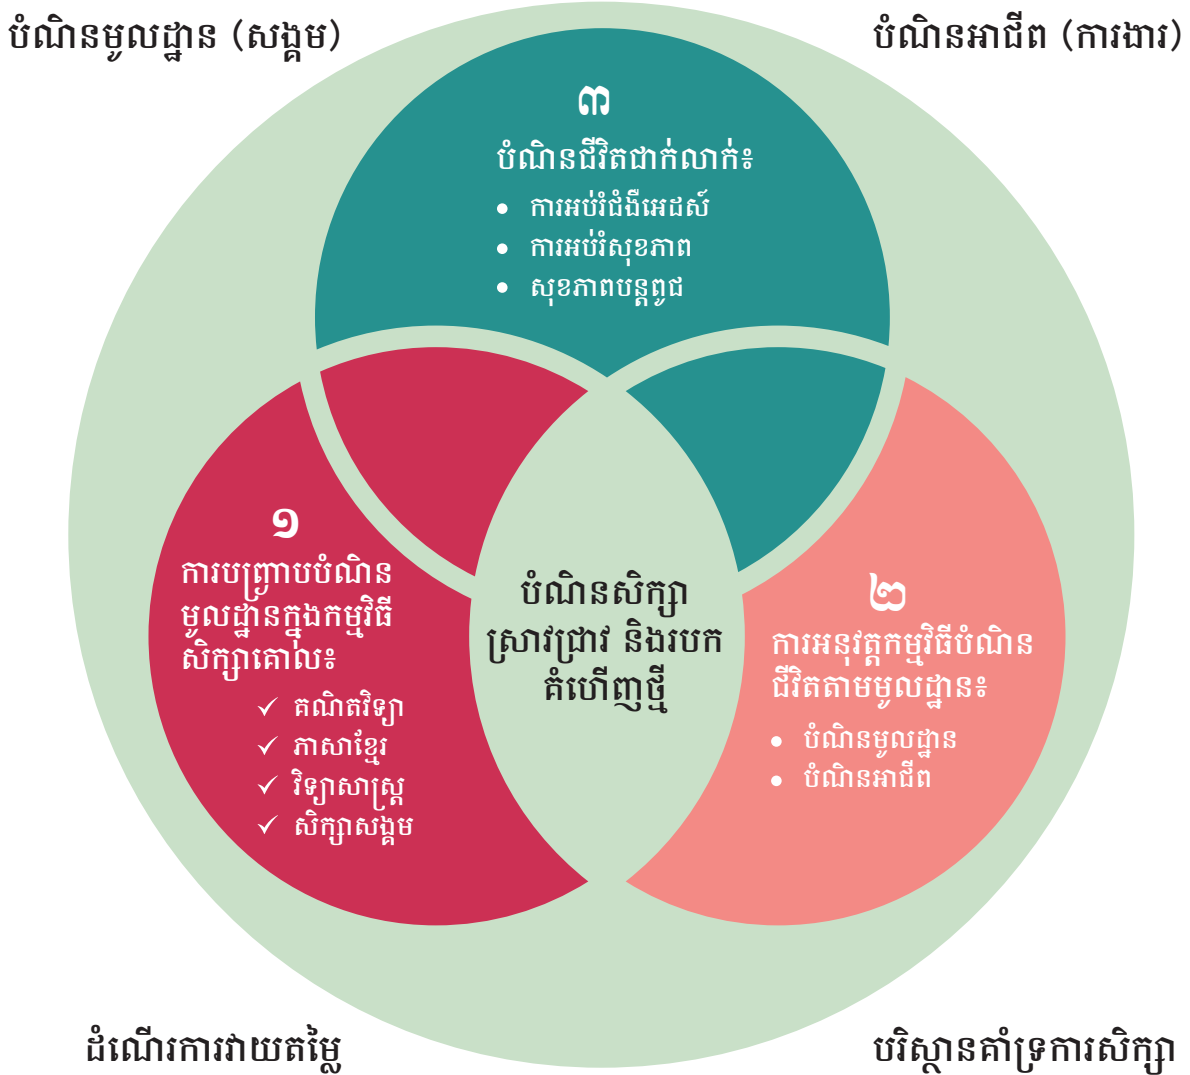 បំណិនមូលដ្ឋាន (សង្គម)
បំណិនអាជីព (ការងារ)
៣
បំណិនជីវិតជាក់លាក់៖
• ការអប់រំជំងឺអេដស៍
• ការអប់រំសុខភាព
• សុខភាពបន្តពូជ
១
ការបញ្ជ្រាបបំណិន
មូលដ្ឋានក្នុងកម្មវិធី
សិក្សាគោល៖
✓ គណិតវិទ្យា
✓ ភាសាខ្មែរ
✓ វិទ្យាសាស្ត្រ
✓ សិក្សាសង្គម
បំណិនសិក្សា
ស្រាវជ្រាវ និងរបក
គំហើញថ្មី
២
ការអនុវត្តកម្មវិធីបំណិន
ជីវិតតាមមូលដ្ឋាន៖
• បំណិនមូលដ្ឋាន
• បំណិនអាជីព
ដំណើរការវាយតម្លៃ
បរិស្ថានគាំទ្រការសិក្សា